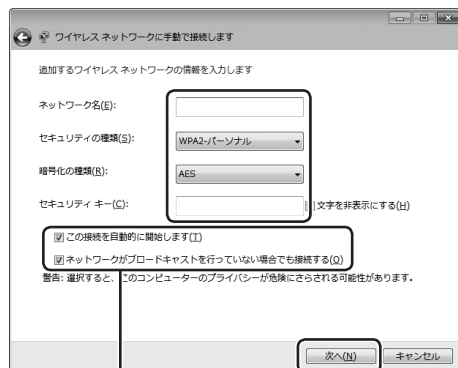 ワイヤレス ネットワークに手動で接続します
追加するワイヤレス ネットワークの情報を入力します
ネットワーク名(E):
セキュリティの種類(S):
WPA2-パーソナル
暗号化の種類(R):
AES
セキュリティ キー(C):
文字を非表示にする(H)
この接続を自動的に開始します(T)
ネットワークがブロードキャストを行っていない場合でも接続する(O)
警告: 選択すると、このコンピューターのプライバシーが危険にさらされる可能性があります。
次へ(N)
キャンセル